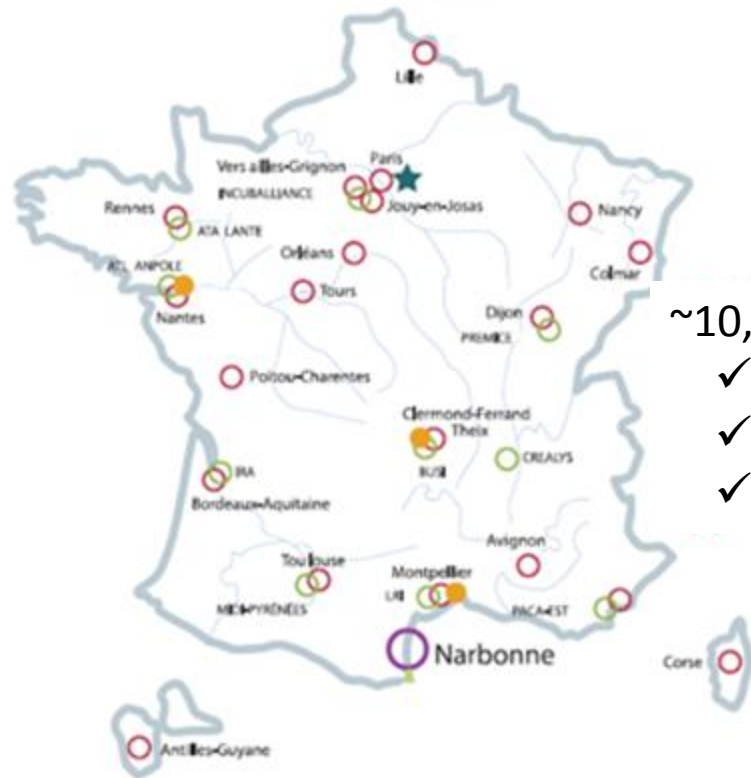 Lille
Paris
Versailles-Grignon
INCUBALLIANCE
Jouy-en-Josas
Rennes
ATALANTE
Nancy
Orléans
Colmar
ATLANPOLE
Nantes
Tours
Dijon
PREMICE
~10,
✓
✓
✓
Poitou-Charentes
Clermond-Ferrand
Theix
BUSI
CREALYS
IRA
Bordeaux-Aquitaine
Avignon
Toulouse
Montpellier
LRI
MIDI-PYRÉNÉES
PACA-EST
Narbonne
Corse
Antilles-Guyane